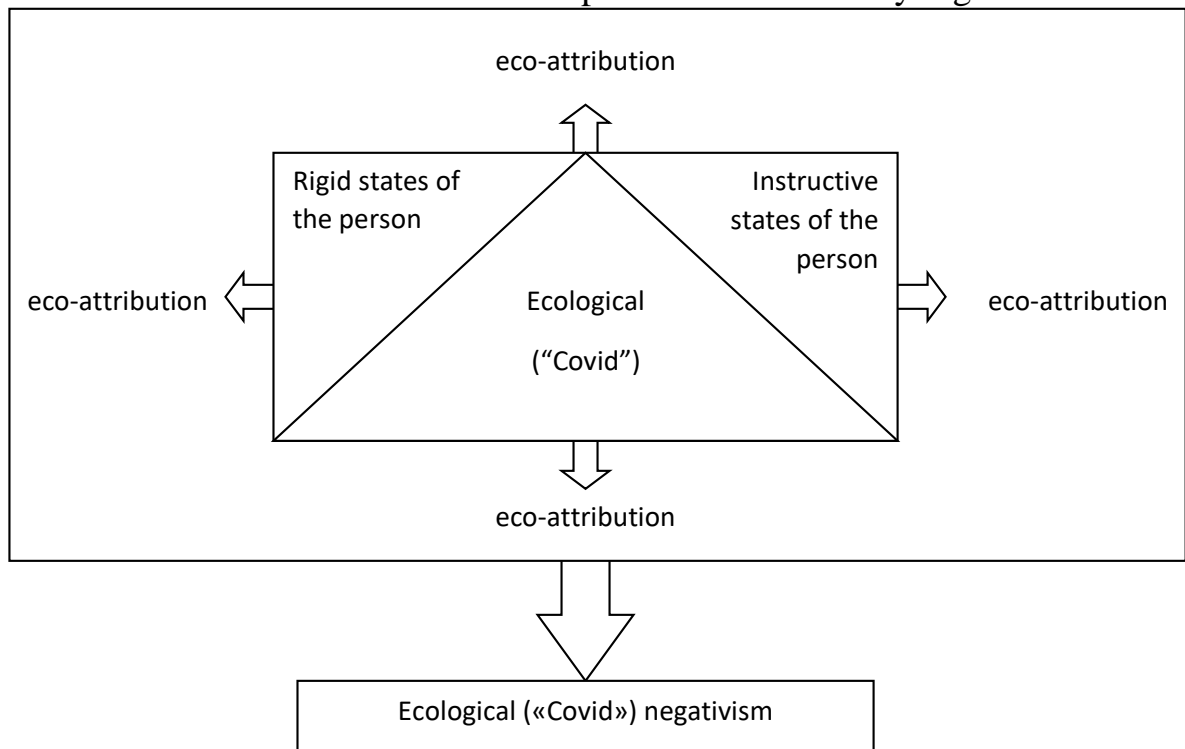 eco-attribution
Rigid states of
the person
Instructive
states of the
person
eco-attribution
Ecological
(“Covid”)
eco-attribution
eco-attribution
Ecological («Covid») negativism